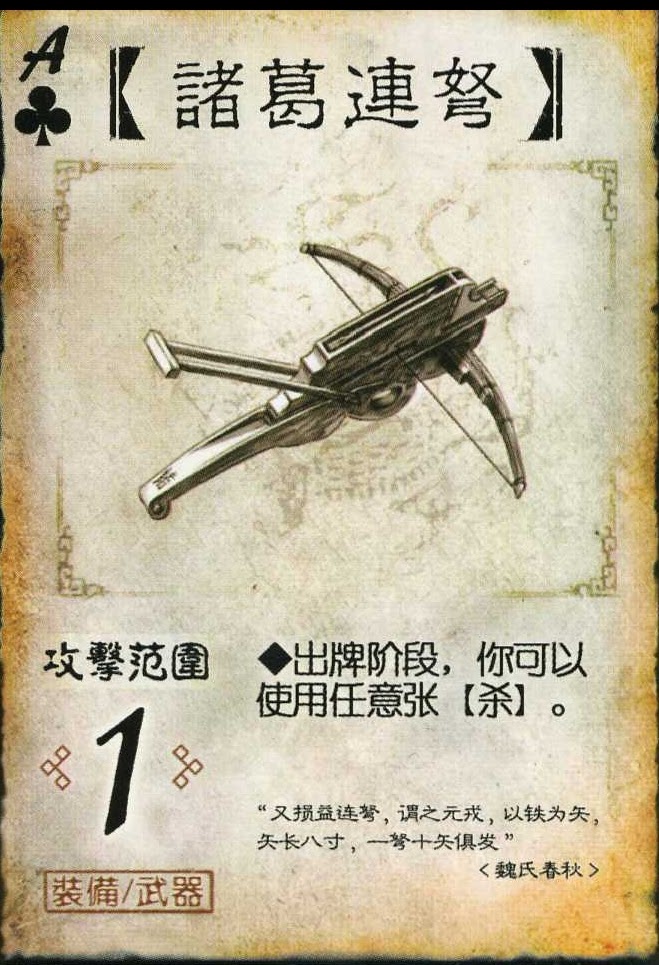 A
【諸葛連弩】
攻擊范圍
1
裝備/武器
◆出牌阶段，你可以
使用任意张【杀】。
“又损益连弩，谓之元戎，以铁为矢，
矢长八寸，一弩十矢俱发”
<魏氏春秋>